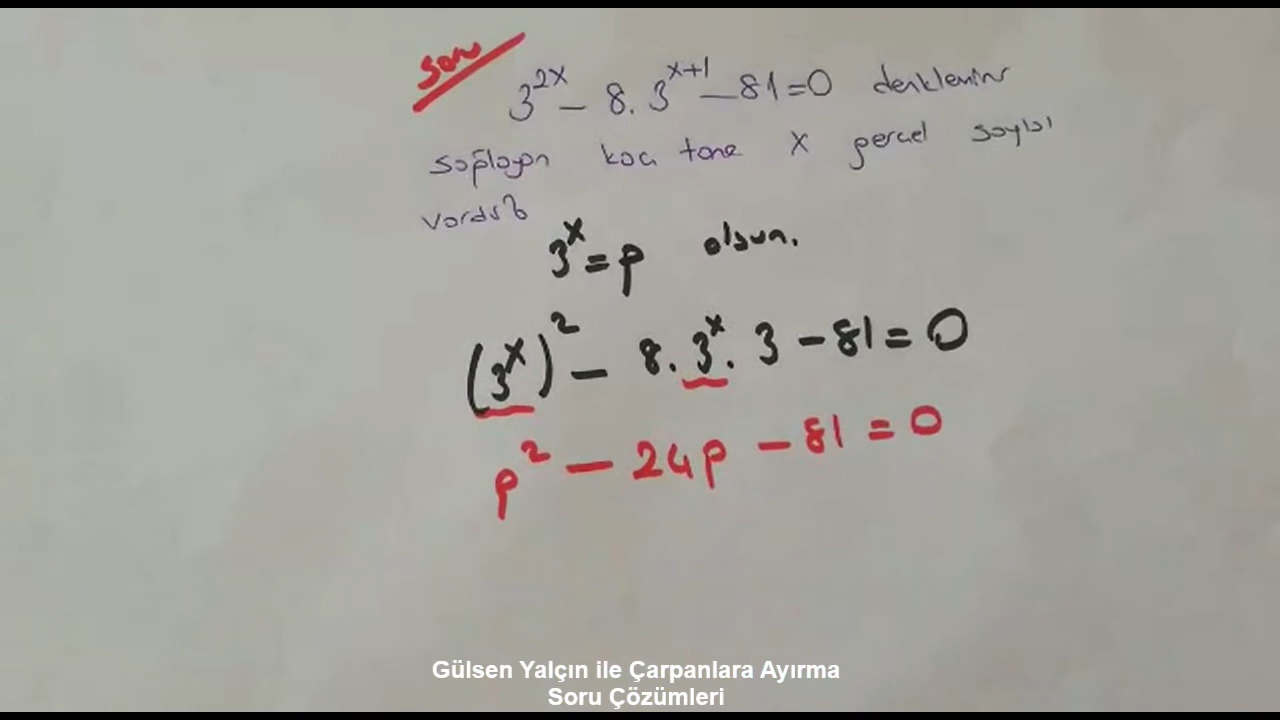 Soru
3^{2x} - 8.3^{x+1} - 81 = 0 denklemini
sağlayan kaç tane x gerçel sayısı
vardır?
3^x = p olsun.
(3^x)^2 - 8.3^x.3 - 81 = 0
p^2 - 24p - 81 = 0
Gülsen Yalçın ile Çarpanlara Ayırma
Soru Çözümleri